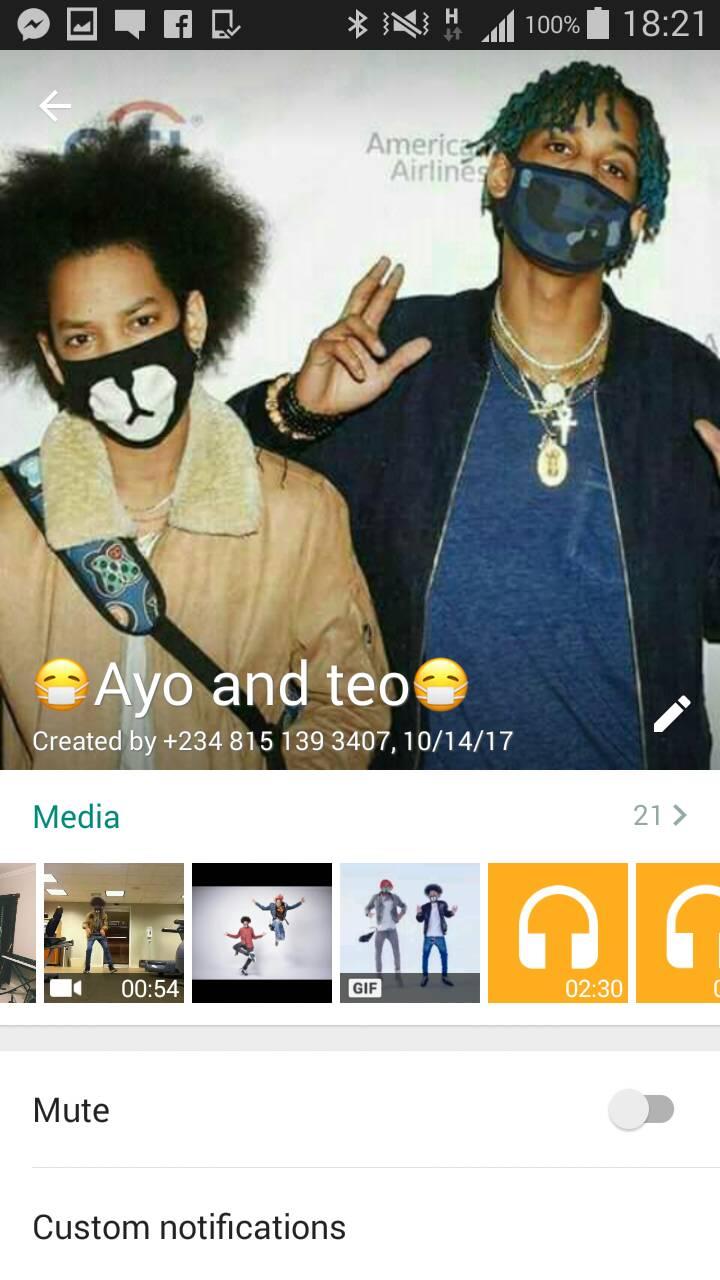 H
100%
18:21
citi
American
Airlines
😷Ayo and teo😷
Created by +234 815 139 3407, 10/14/17
Media
21
00:54
GIF
02:30
Mute
Custom notifications